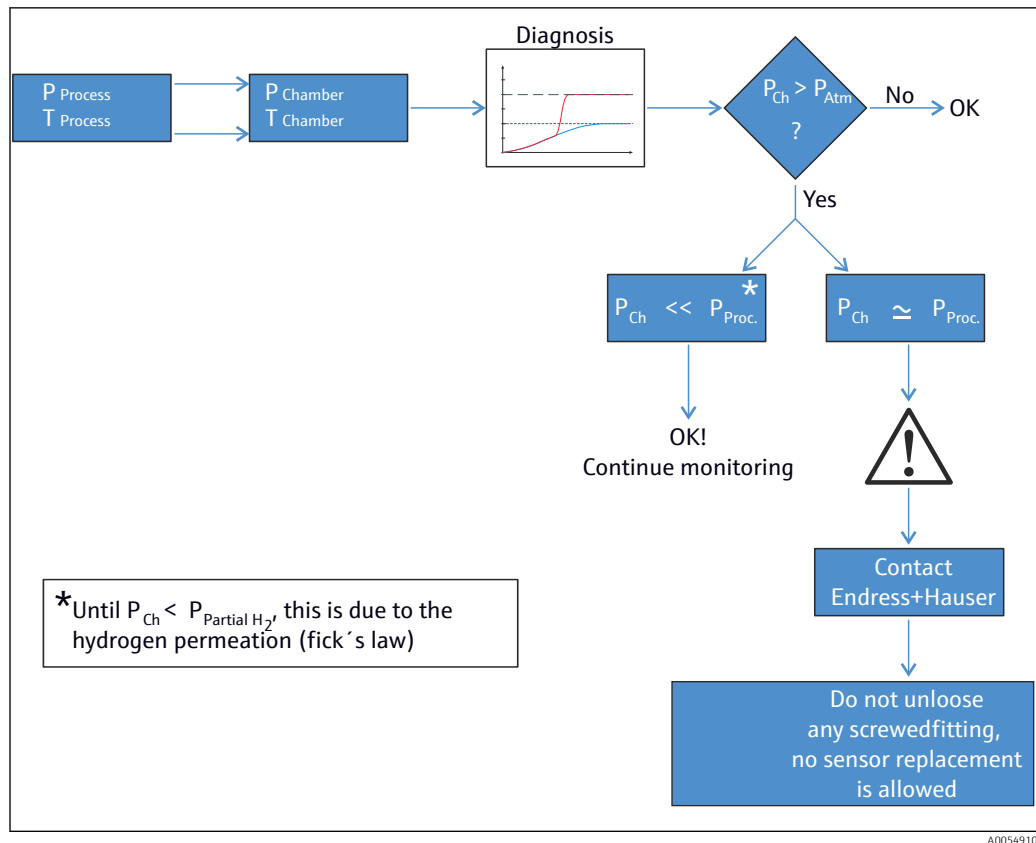 Diagnosis
P Process
T Process
P Chamber
T Chamber
P Ch > P Atm
?
No
OK
Yes
P Ch << P Proc. *
P Ch ≃ P Proc.
OK!
Continue monitoring
!
Contact
Endress+Hauser
*Until P Ch < P Partial H2, this is due to the
hydrogen permeation (fick´s law)
Do not unloose
any screwedfitting,
no sensor replacement
is allowed
A0054910